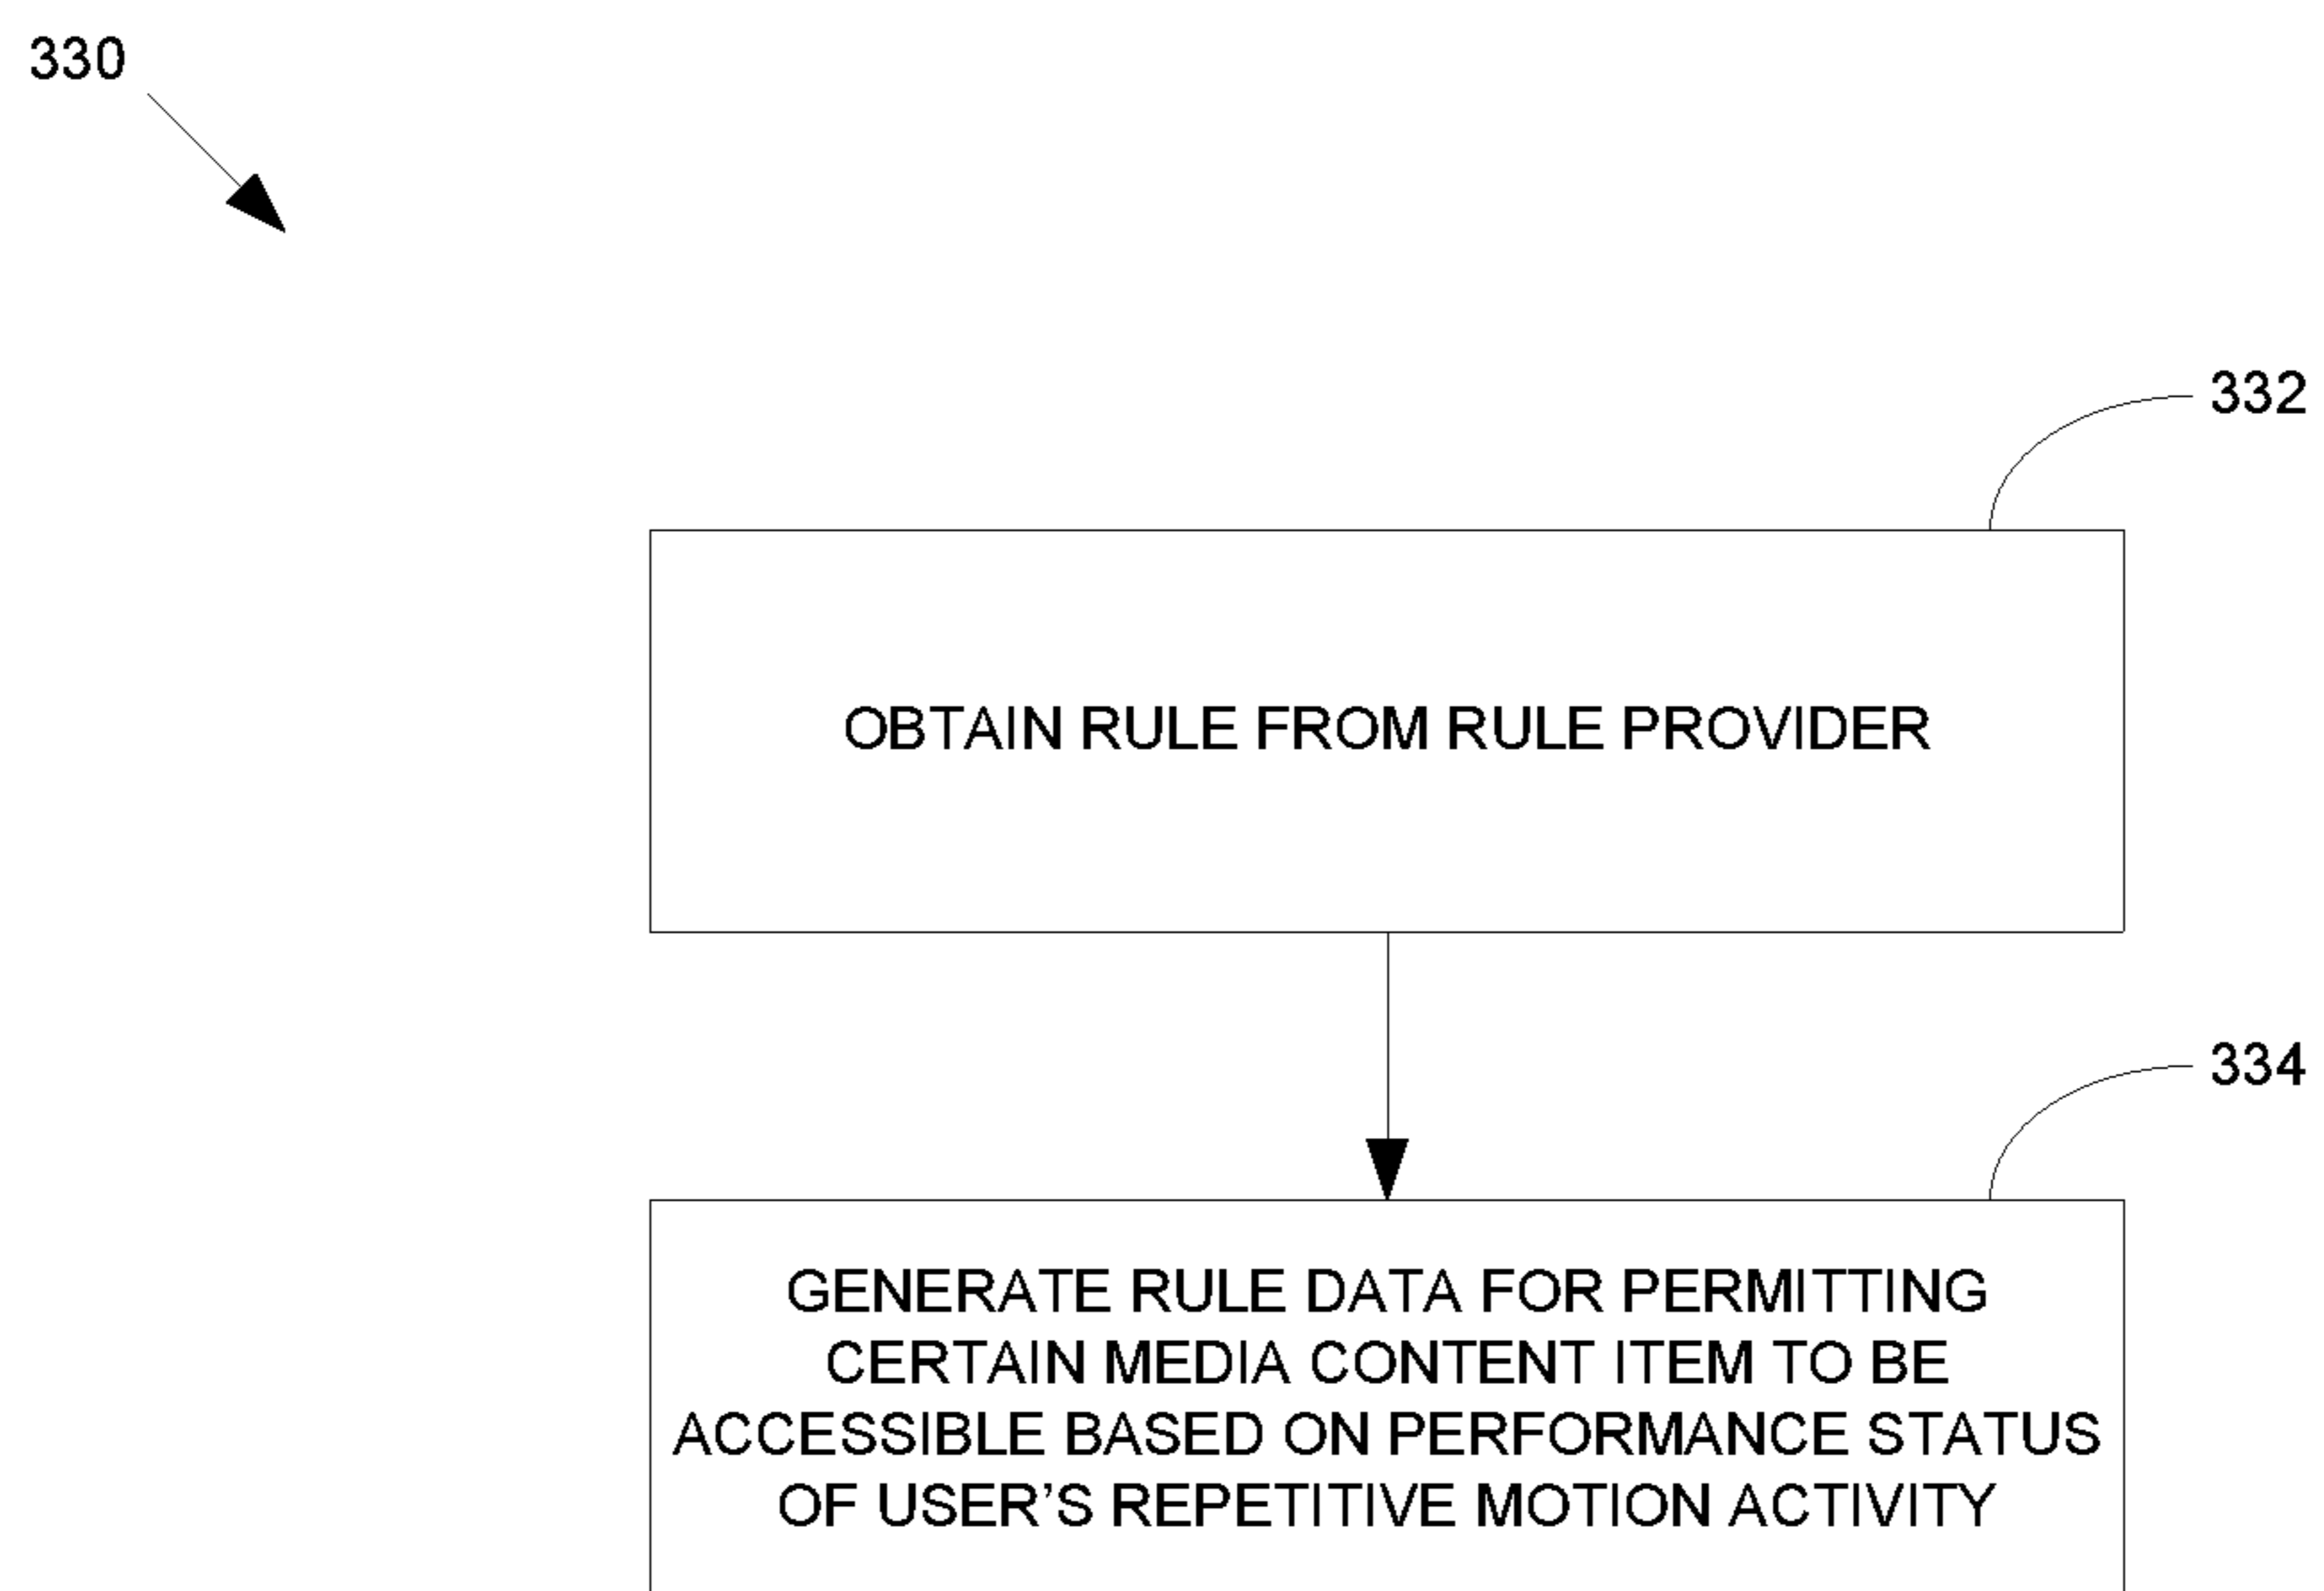 330
332
OBTAIN RULE FROM RULE PROVIDER
334
GENERATE RULE DATA FOR PERMITTING
CERTAIN MEDIA CONTENT ITEM TO BE
ACCESSIBLE BASED ON PERFORMANCE STATUS
OF USER’S REPETITIVE MOTION ACTIVITY